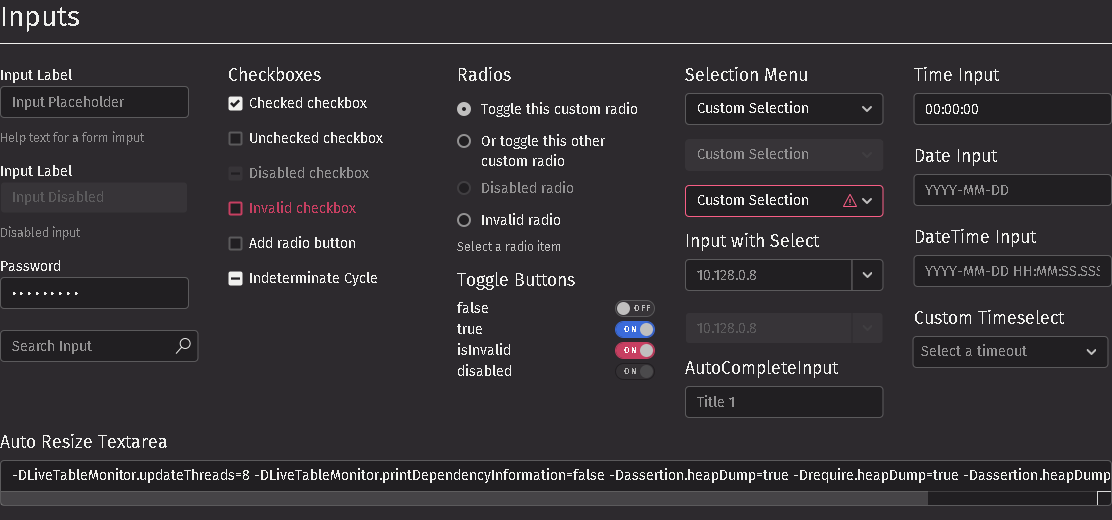 Inputs
Input Label
Input Placeholder
Help text for a form imput
Input Label
Input Disabled
Disabled input
Password
Search Input
Checkboxes
Checked checkbox
Unchecked checkbox
Disabled checkbox
Invalid checkbox
Add radio button
Indeterminate Cycle
Radios
Toggle this custom radio
Or toggle this other
custom radio
Disabled radio
Invalid radio
Select a radio item
Toggle Buttons
false OFF
true ON
isInvalid ON
disabled ON
Selection Menu
Custom Selection
Custom Selection
Custom Selection
Input with Select
10.128.0.8
10.128.0.8
AutoCompleteInput
Title 1
Time Input
00:00:00
Date Input
YYYY-MM-DD
DateTime Input
YYYY-MM-DD HH:MM:SS.SSS
Custom Timeselect
Select a timeout
Auto Resize Textarea
-DLiveTableMonitor.updateThreads=8 -DLiveTableMonitor.printDependencyInformation=false -Dassertion.heapDump=true -Drequire.heapDump=true -Dassertion.heapDump